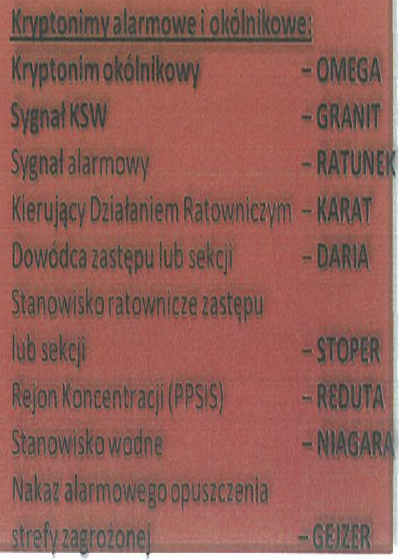 Kryptonimy alarmowe i okólnikowe:
Kryptonim okólnikowy – OMEGA
Sygnał KSW – GRANIT
Sygnał alarmowy – RATUNEK
Kierujący Działaniem Ratowniczym – KARAT
Dowódca zastępu lub sekcji – DARIA
Stanowisko ratownicze zastępu
lub sekcji – STOPER
Rejon Koncentracji (PPSIS) – REDUTA
Stanowisko wodne – NIAGARA
Nakaz alarmowego opuszczenia
strefy zagrożonej – GEJZER